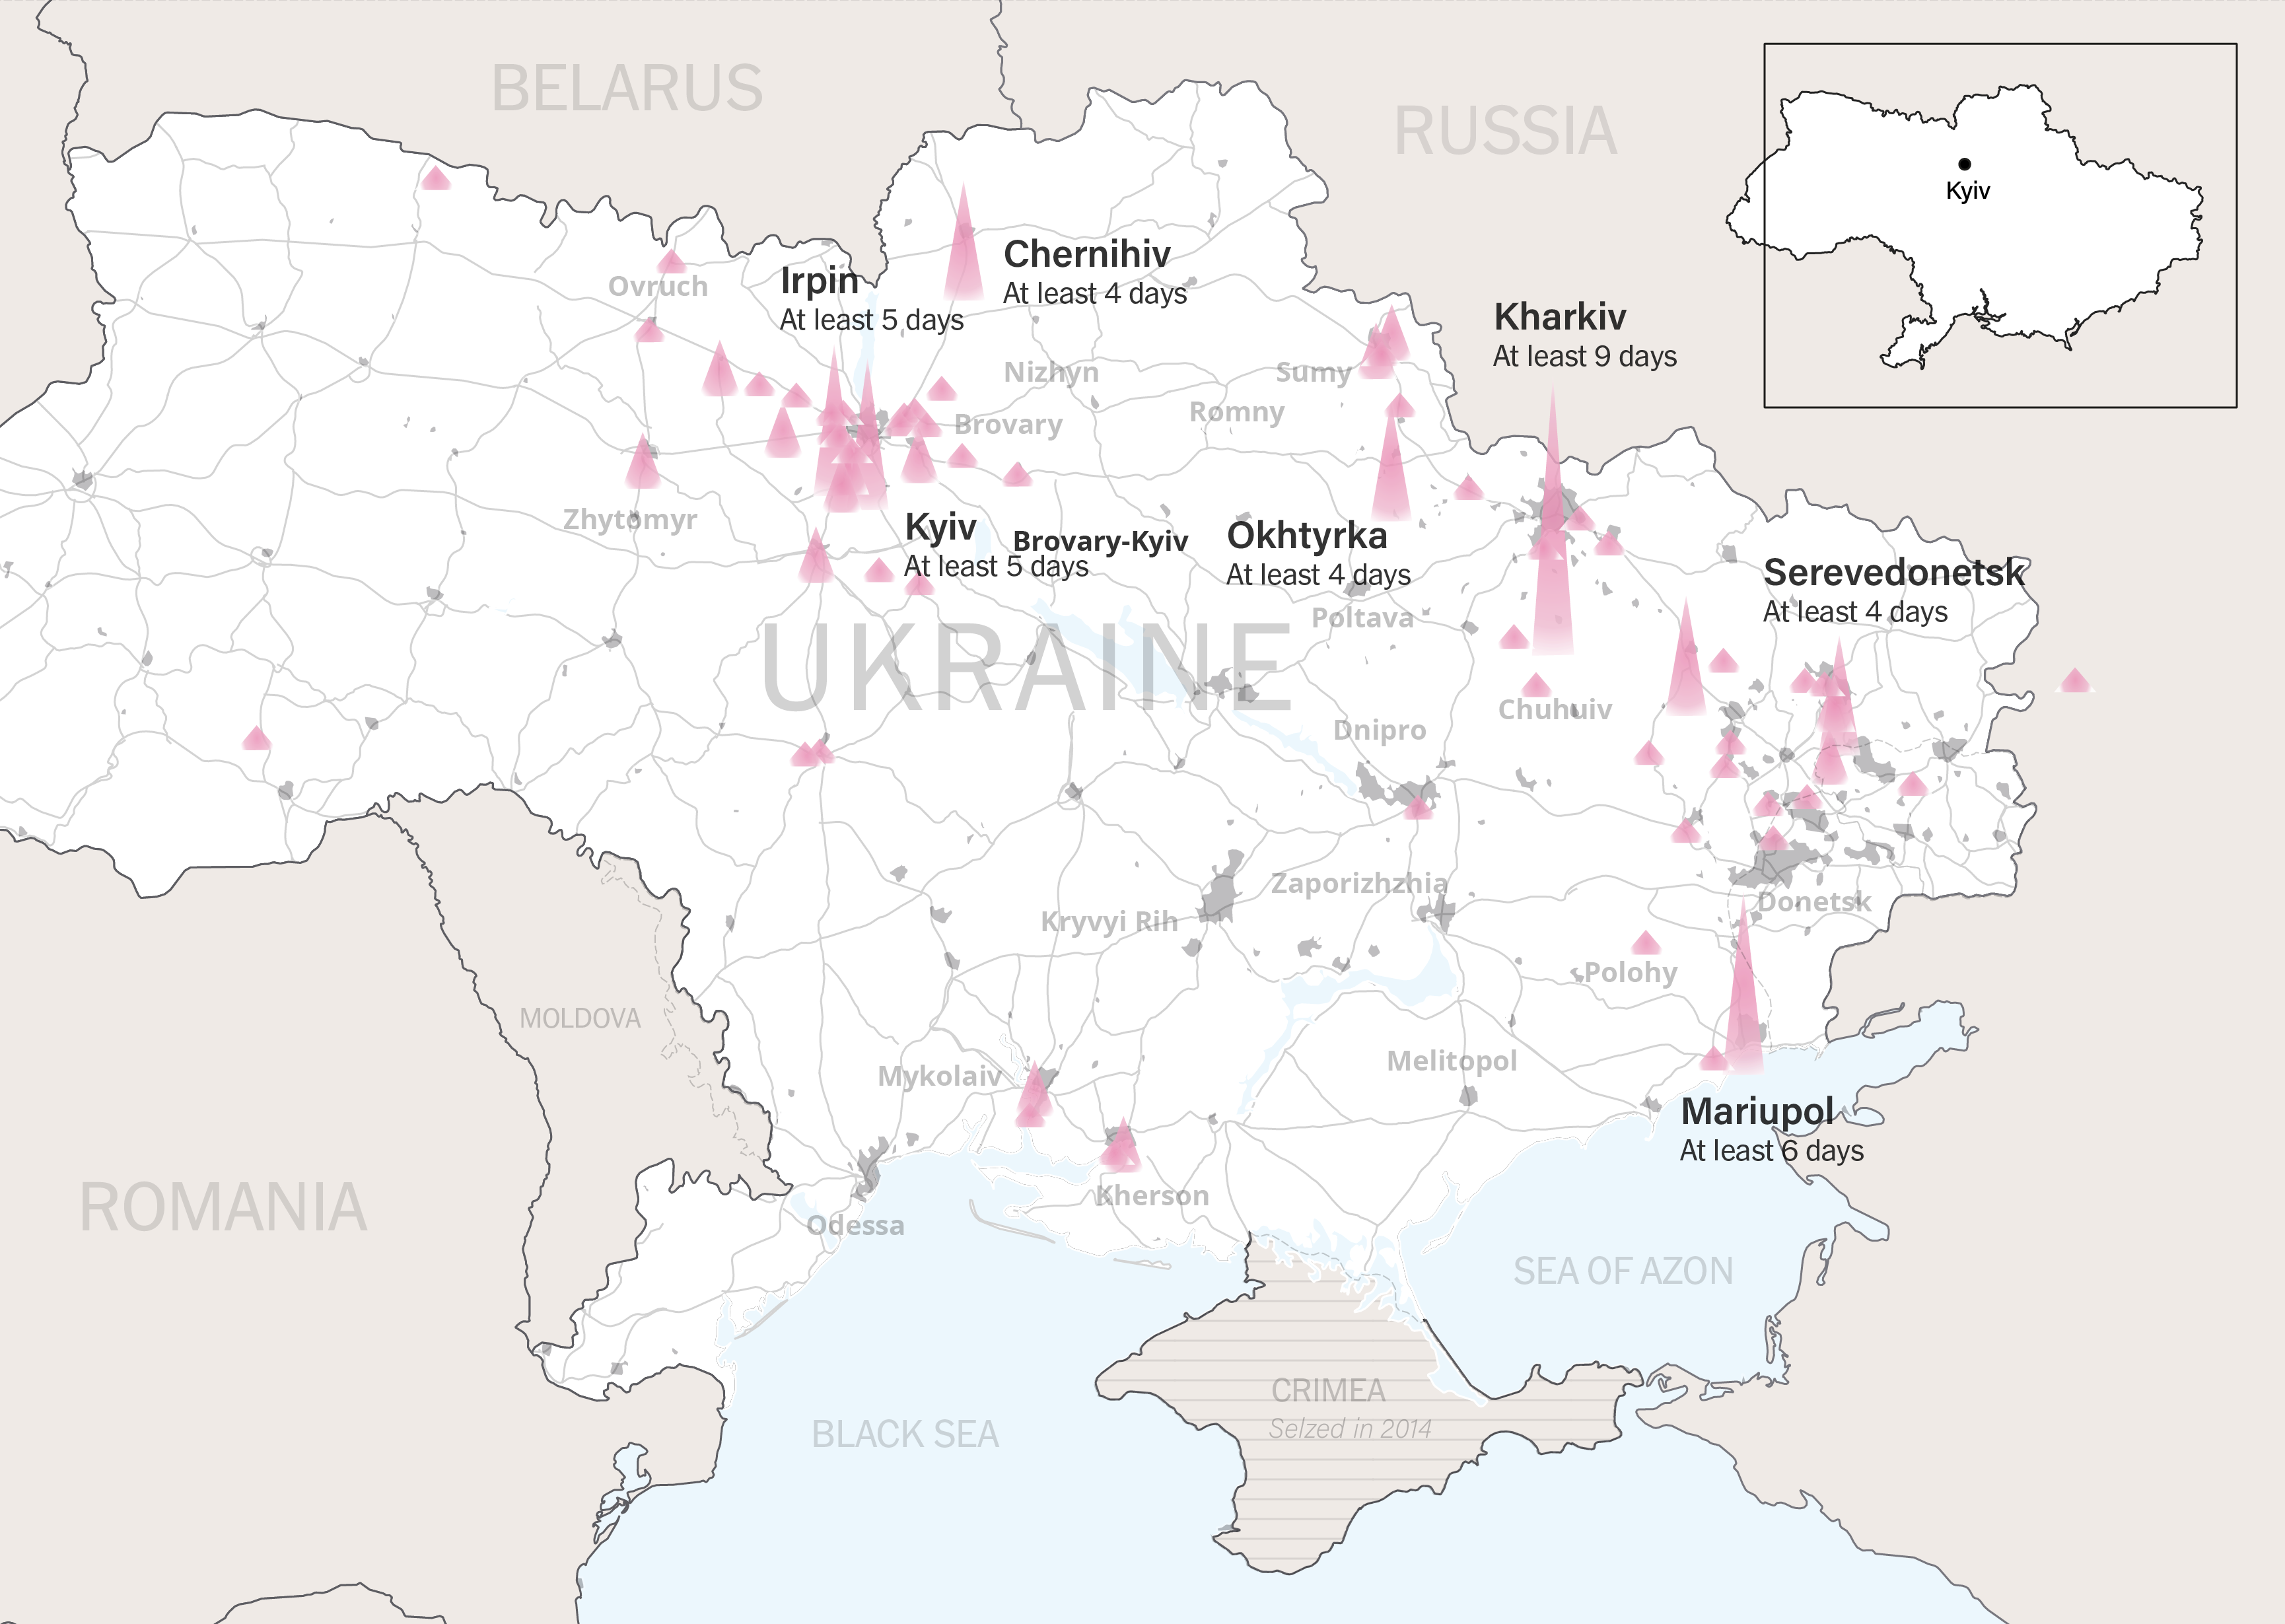 BELARUS
RUSSIA
Kyiv
Chernihiv
At least 4 days
Irpin
At least 5 days
Ovruch
Kharkiv
At least 9 days
Nizhyn
Sumy
Romny
Brovary
Zhytomyr
Kyiv
At least 5 days
Brovary-Kyiv
Okhtyrka
At least 4 days
Serevedonetsk
At least 4 days
Poltava
UKRAINE
Chuhuiv
Dnipro
Zaporizhzhia
Donetsk
Kryvyi Rih
Polohy
MOLDOVA
Melitopol
Mykolaiv
Mariupol
At least 6 days
ROMANIA
Kherson
Odessa
SEA OF AZON
CRIMEA
Selzed in 2014
BLACK SEA